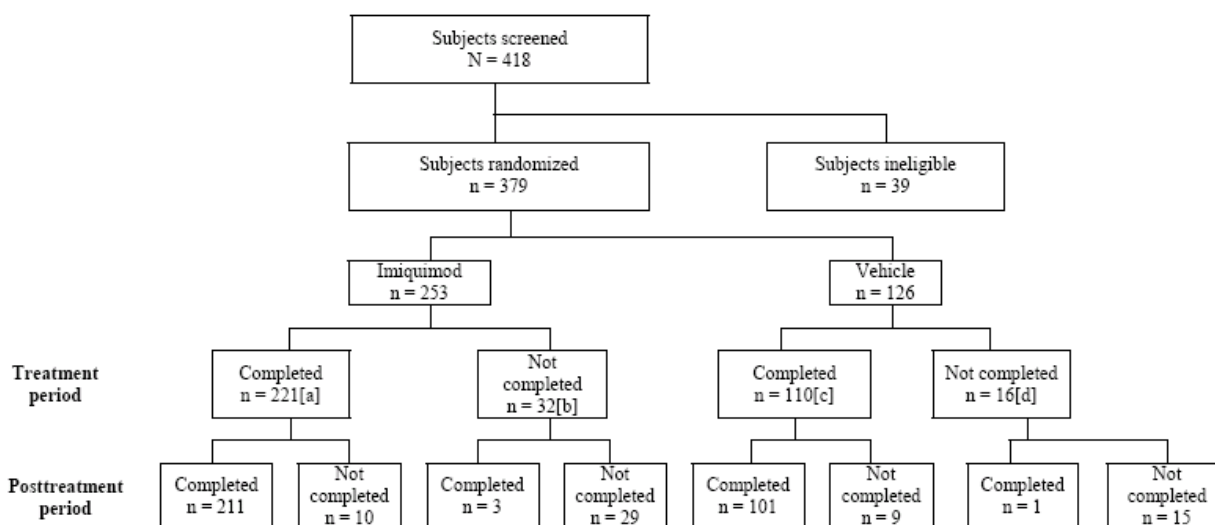 Subjects screened
N = 418
Subjects randomized
n = 379
Subjects ineligible
n = 39
Imiquimod
n = 253
Vehicle
n = 126
Treatment
period
Completed
n = 221[a]
Not
completed
n = 32[b]
Completed
n = 110[c]
Not completed
n = 16[d]
Posttreatment
period
Completed
n = 211
Not
completed
n = 10
Completed
n = 3
Not
completed
n = 29
Completed
n = 101
Not
completed
n = 9
Completed
n = 1
Not
completed
n = 15